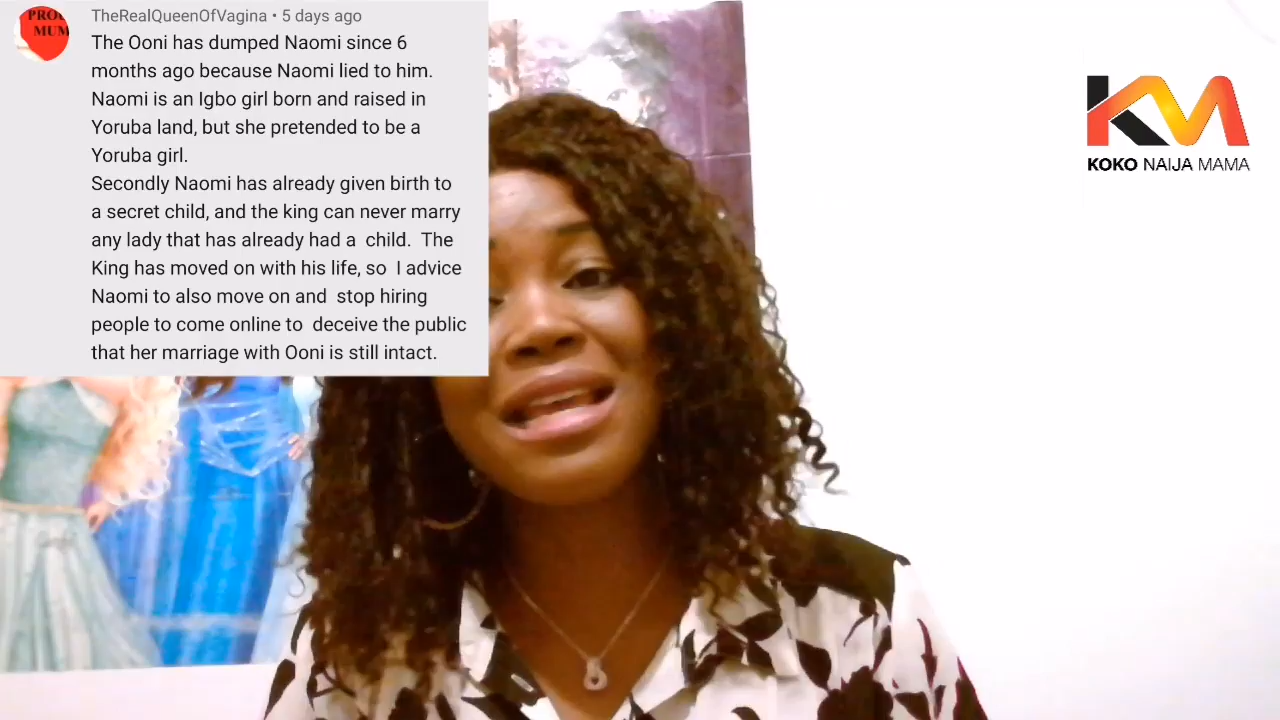 PROU
MUM
TheRealQueenOfVagina • 5 days ago
The Ooni has dumped Naomi since 6
months ago because Naomi lied to him.
Naomi is an Igbo girl born and raised in
Yoruba land, but she pretended to be a
Yoruba girl.
Secondly Naomi has already given birth to
a secret child, and the king can never marry
any lady that has already had a child. The
King has moved on with his life, so I advice
Naomi to also move on and stop hiring
people to come online to deceive the public
that her marriage with Ooni is still intact.
KM
KOKO NAIJA MAMA